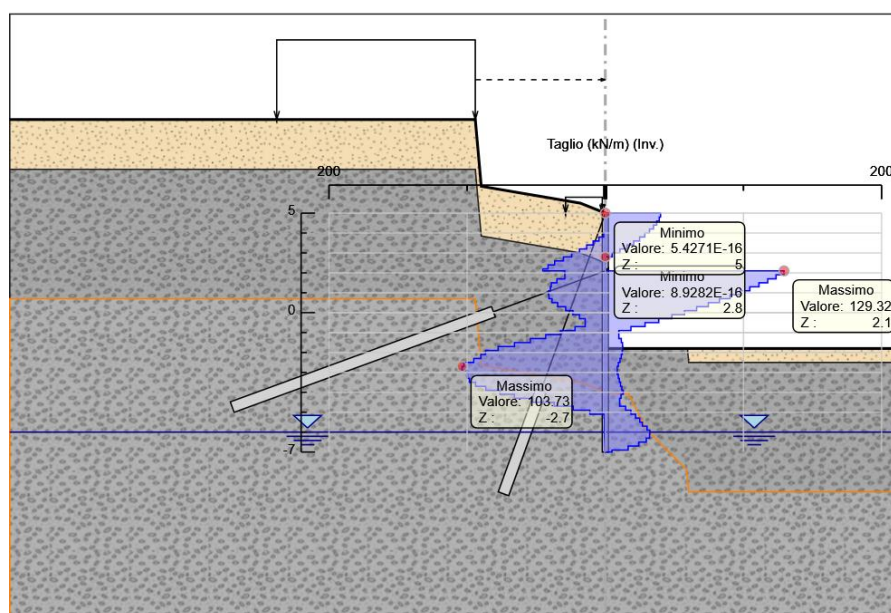 Taglio (kN/m) (Inv.)
200
200
5
Minimo
Valore: 5.4271E-16
Z : 5
Minimo
Valore: 8.9282E-16
Z : 2.8
Massimo
Valore: 129.32
Z : 2.1
0
Massimo
Valore: 103.73
Z : -2.7
-7